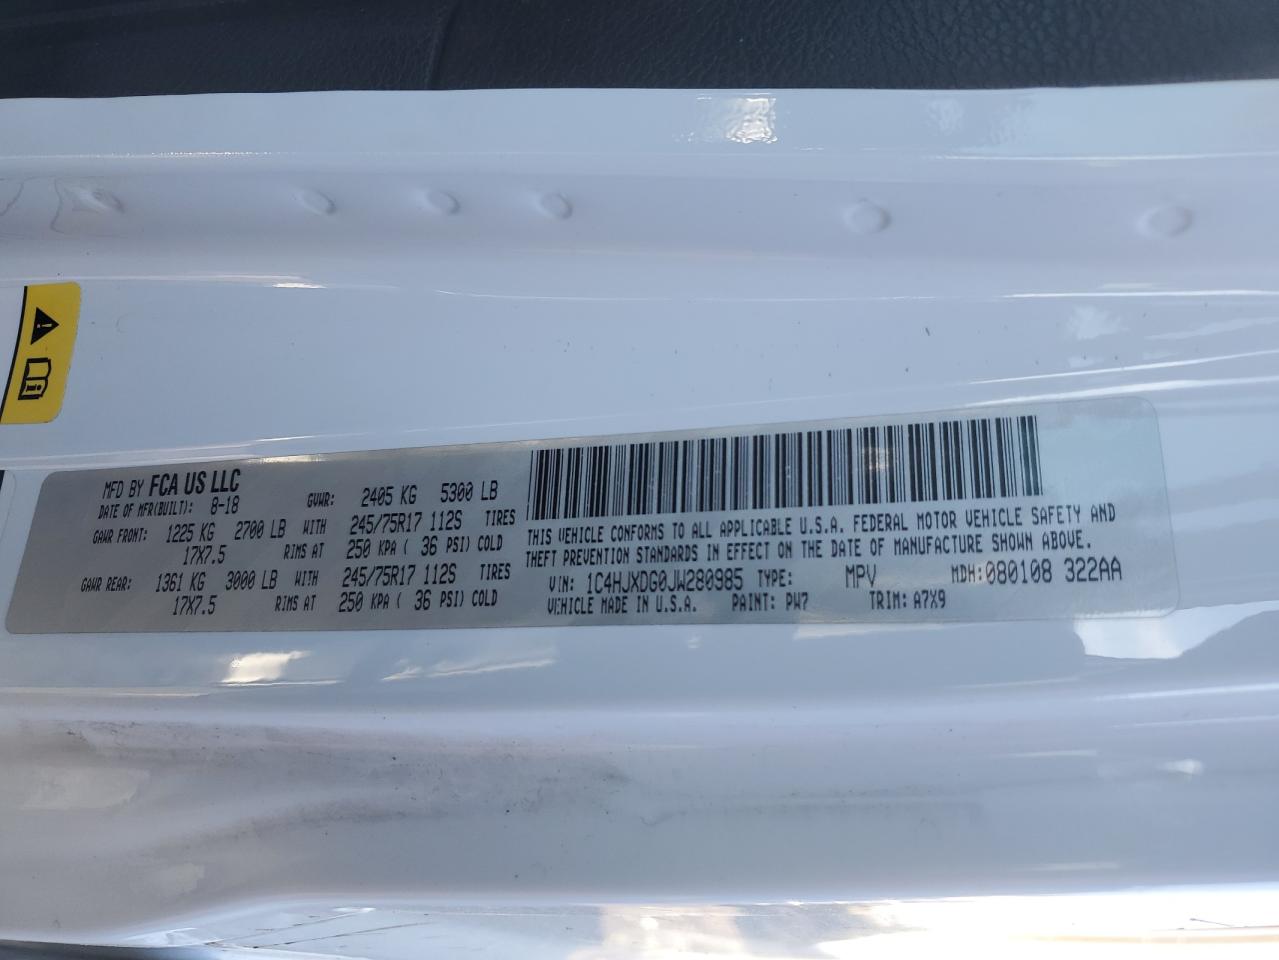 MFD BY FCA US LLC
DATE OF MFR(BUILT): 8-18 GVWR: 2405 KG 5300 LB
GAWR FRONT: 1225 KG 2700 LB WITH 245/75R17 112S TIRES
17X7.5 RIMS AT 250 KPA ( 36 PSI) COLD
GAWR REAR: 1361 KG 3000 LB WITH 245/75R17 112S TIRES
17X7.5 RIMS AT 250 KPA ( 36 PSI) COLD
THIS VEHICLE CONFORMS TO ALL APPLICABLE U.S.A. FEDERAL MOTOR VEHICLE SAFETY AND
THEFT PREVENTION STANDARDS IN EFFECT ON THE DATE OF MANUFACTURE SHOWN ABOVE.
VIN: 1C4HJXDG0JW280985 TYPE: MPV MDH:080108 322AA
VEHICLE MADE IN U.S.A. PAINT: PW7 TRIM: A7X9